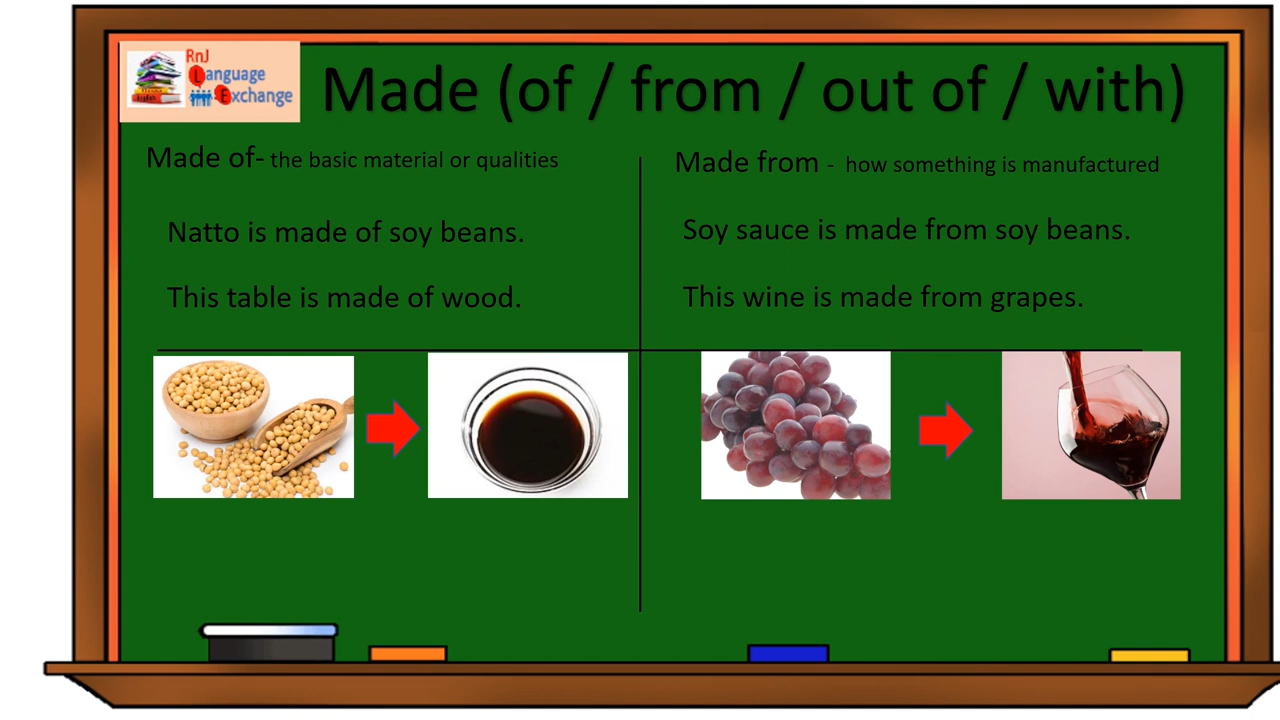 RnJ
Language
Exchange
Made (of / from / out of / with)
Made of- the basic material or qualities
Natto is made of soy beans.
This table is made of wood.
Made from - how something is manufactured
Soy sauce is made from soy beans.
This wine is made from grapes.